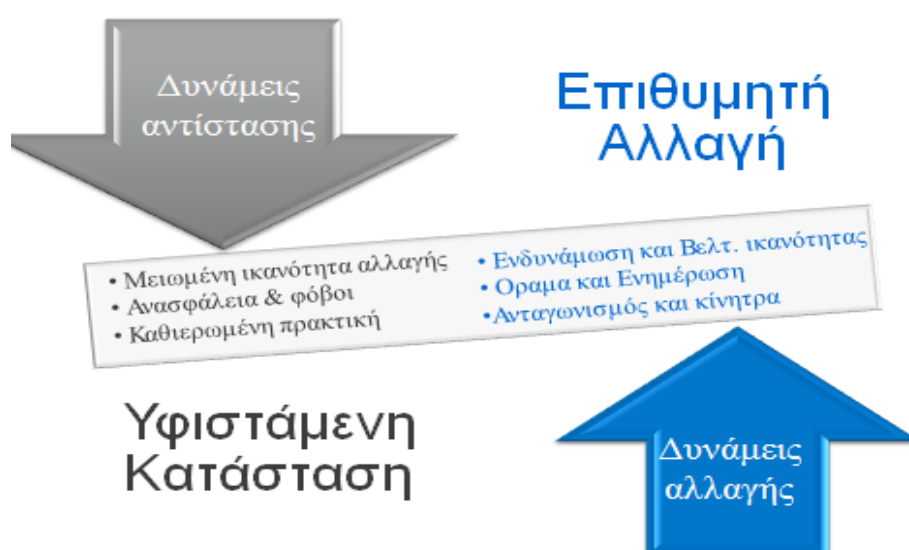 Δυνάμεις
αντίστασης
Επιθυμητή
Αλλαγή
• Μειωμένη ικανότητα αλλαγής
• Ανασφάλεια & φόβοι
• Καθιερωμένη πρακτική
• Ενδυνάμωση και Βελτ. ικανότητας
• Οραμα και Ενημέρωση
•Ανταγωνισμός και κίνητρα
Υφιστάμενη
Κατάσταση
Δυνάμεις
αλλαγής